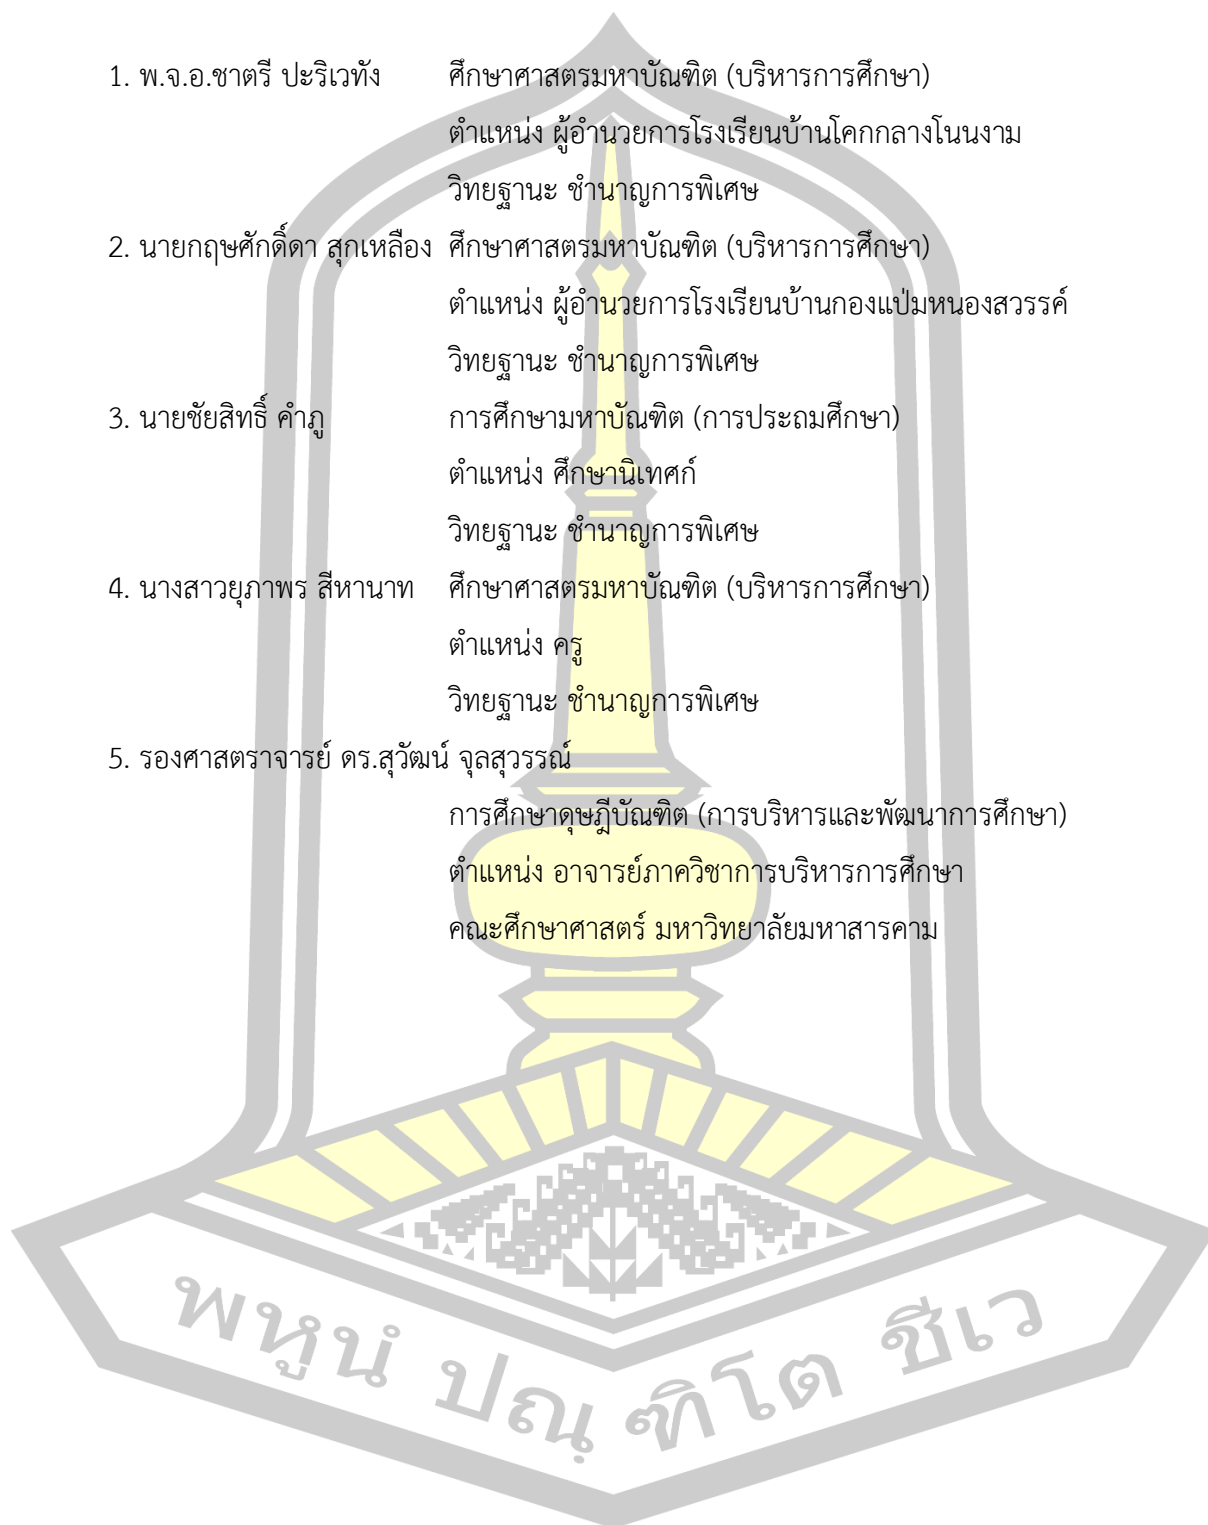 1. พ.จ.อ.ชาตรี ปะริเวทัง ศึกษาศาสตรมหาบัณฑิต (บริหารการศึกษา)
ตำแหน่ง ผู้อำนวยการโรงเรียนบ้านโคกกลางโนนงาม
วิทยฐานะ ชำนาญการพิเศษ
2. นายกฤษศักดิ์ดา สุกเหลือง ศึกษาศาสตรมหาบัณฑิต (บริหารการศึกษา)
ตำแหน่ง ผู้อำนวยการโรงเรียนบ้านกองแป่มหนองสวรรค์
วิทยฐานะ ชำนาญการพิเศษ
3. นายชัยสิทธิ์ คำภู การศึกษามหาบัณฑิต (การประถมศึกษา)
ตำแหน่ง ศึกษานิเทศก์
วิทยฐานะ ชำนาญการพิเศษ
4. นางสาวยุภาพร สีหานาท ศึกษาศาสตรมหาบัณฑิต (บริหารการศึกษา)
ตำแหน่ง ครู
วิทยฐานะ ชำนาญการพิเศษ
5. รองศาสตราจารย์ ดร.สุวัฒน์ จุลสุวรรณ์
การศึกษาดุษฎีบัณฑิต (การบริหารและพัฒนาการศึกษา)
ตำแหน่ง อาจารย์ภาควิชาการบริหารการศึกษา
คณะศึกษาศาสตร์ มหาวิทยาลัยมหาสารคาม
พหูนํ ปณฺฑิโต ชีเว